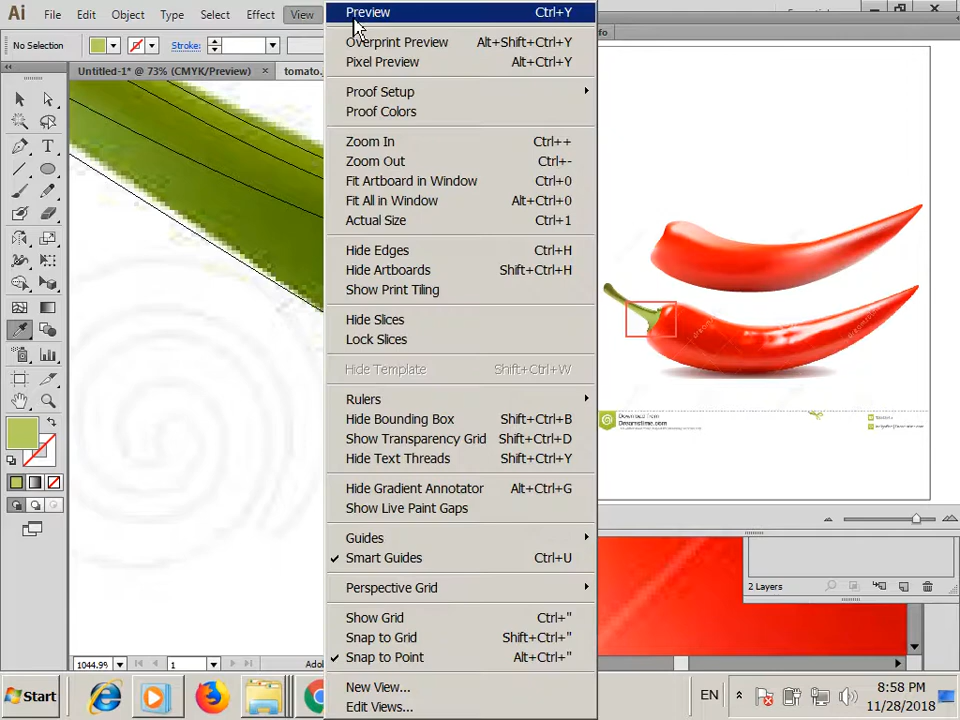 Ai File Edit Object Type Select Effect View
No Selection Stroke:
Untitled-1* @ 73% (CMYK/Preview) × tomato.
Preview Ctrl+Y
Overprint Preview Alt+Shift+Ctrl+Y
Pixel Preview Alt+Ctrl+Y
Proof Setup
Proof Colors
Zoom In Ctrl++
Zoom Out Ctrl+-
Fit Artboard in Window Ctrl+0
Fit All in Window Alt+Ctrl+0
Actual Size Ctrl+1
Hide Edges Ctrl+H
Hide Artboards Shift+Ctrl+H
Show Print Tiling
Hide Slices
Lock Slices
Hide Template Shift+Ctrl+W
Rulers
Hide Bounding Box Shift+Ctrl+B
Show Transparency Grid Shift+Ctrl+D
Hide Text Threads Shift+Ctrl+Y
Hide Gradient Annotator Alt+Ctrl+G
Show Live Paint Gaps
Guides
Smart Guides Ctrl+U
Perspective Grid
Show Grid Ctrl+"
Snap to Grid Shift+Ctrl+"
Snap to Point Alt+Ctrl+"
New View...
Edit Views...
fo
Download from
Dreamstime.com
2 Layers
1044.9% 1 Adob
Start
EN
8:58 PM
11/28/2018